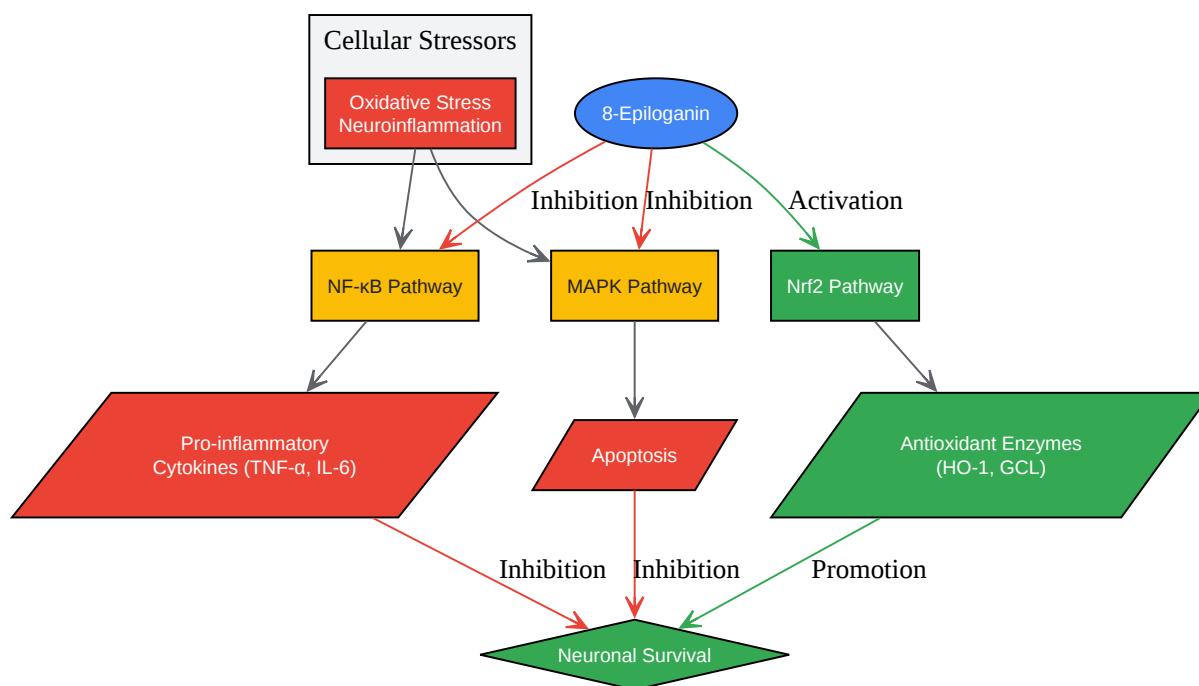 Cellular Stressors
Oxidative Stress
Neuroinflammation
8-Epiloganin
Inhibition
Inhibition
Activation
NF-κB Pathway
MAPK Pathway
Nrf2 Pathway
Pro-inflammatory
Cytokines (TNF-α, IL-6)
Apoptosis
Antioxidant Enzymes
(HO-1, GCL)
Inhibition
Inhibition
Promotion
Neuronal Survival